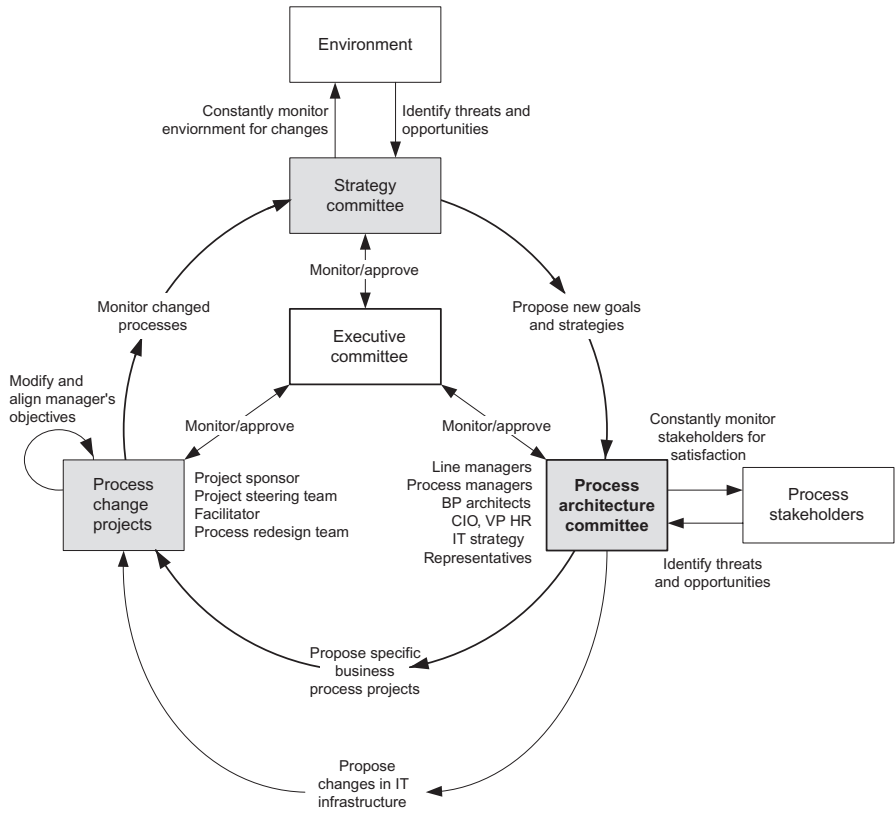 Environment
Constantly monitor
enviornment for changes
Identify threats and
opportunities
Strategy
committee
Monitor/approve
Monitor changed
processes
Propose new goals
and strategies
Executive
committee
Modify and
align manager's
objectives
Monitor/approve
Monitor/approve
Constantly monitor
stakeholders for
satisfaction
Process
change
projects
Project sponsor
Project steering team
Facilitator
Process redesign team
Line managers
Process managers
BP architects
CIO, VP HR
IT strategy
Representatives
Process
architecture
committee
Process
stakeholders
Identify threats
and opportunities
Propose specific
business
process projects
Propose
changes in IT
infrastructure